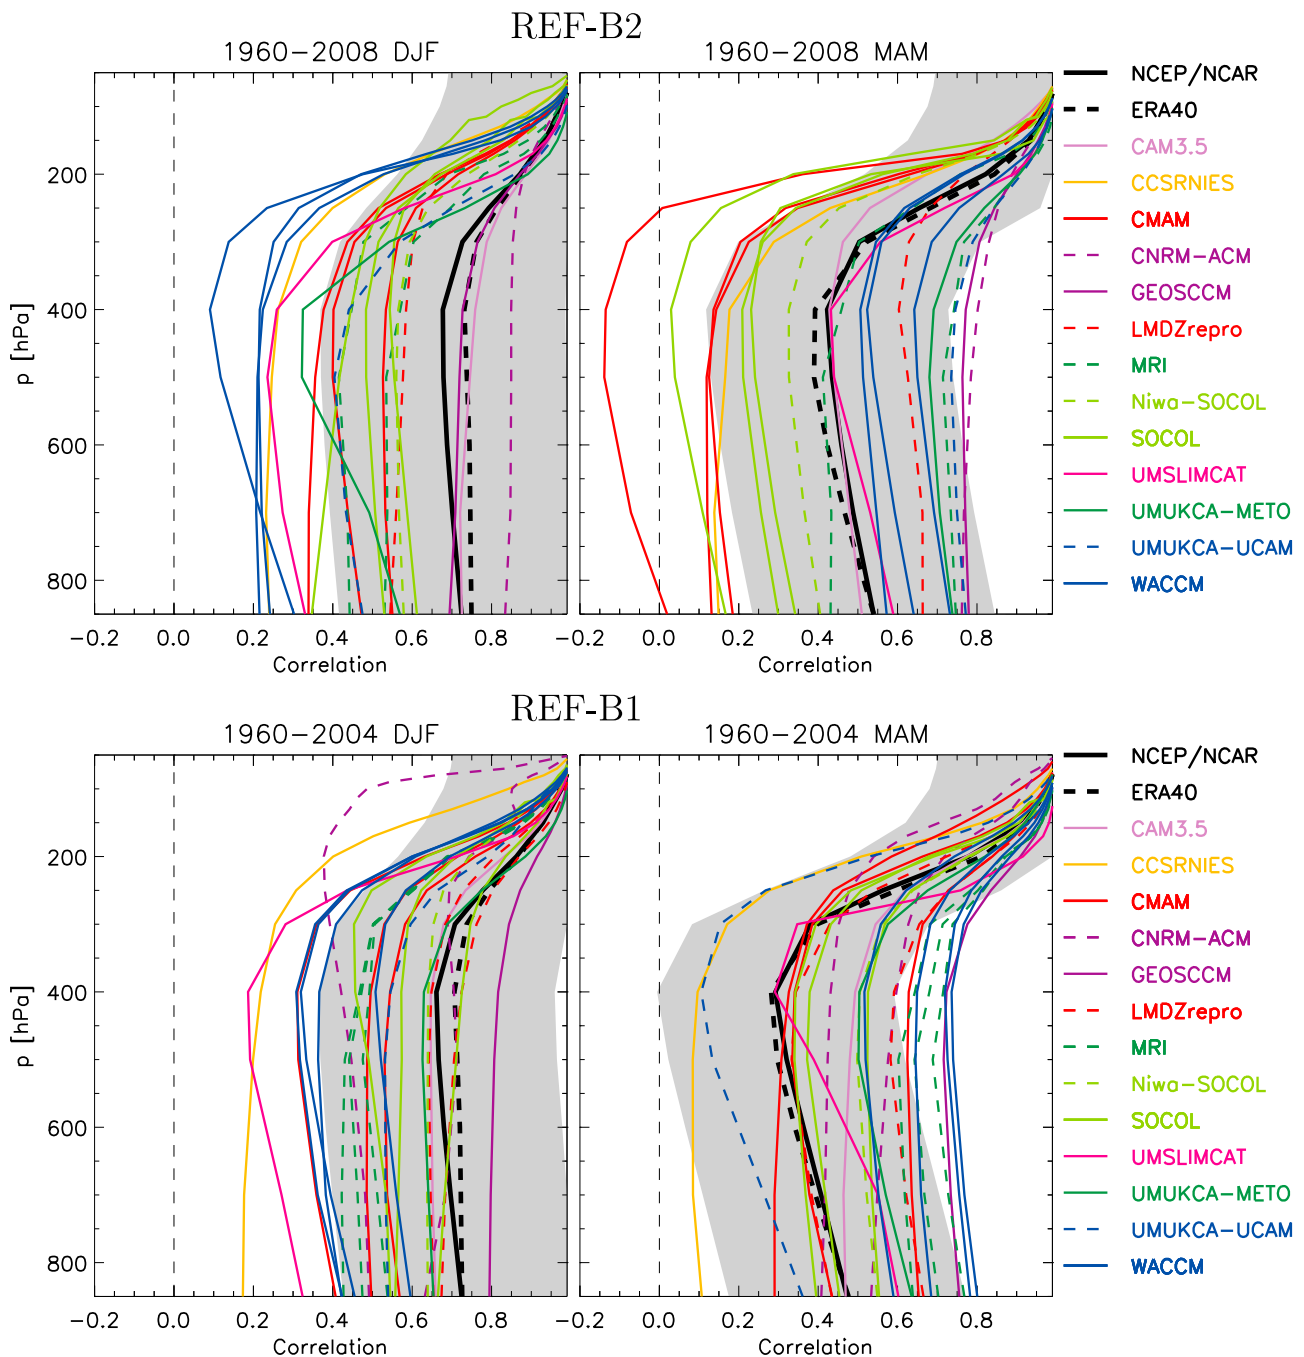 REF-B2
1960-2008 DJF
1960-2008 MAM
200
400
600
800
p [hPa]
-0.2 0.0 0.2 0.4 0.6 0.8
-0.2 0.0 0.2 0.4 0.6 0.8
Correlation
Correlation
NCEP/NCAR
ERA40
CAM3.5
CCSRNIES
CMAM
CNRM-ACM
GEOSCCM
LMDZrepro
MRI
Niwa-SOCOL
SOCOL
UMSLIMCAT
UMUKCA-METO
UMUKCA-UCAM
WACCM
REF-B1
1960-2004 DJF
1960-2004 MAM
200
400
600
800
p [hPa]
-0.2 0.0 0.2 0.4 0.6 0.8
-0.2 0.0 0.2 0.4 0.6 0.8
Correlation
Correlation
NCEP/NCAR
ERA40
CAM3.5
CCSRNIES
CMAM
CNRM-ACM
GEOSCCM
LMDZrepro
MRI
Niwa-SOCOL
SOCOL
UMSLIMCAT
UMUKCA-METO
UMUKCA-UCAM
WACCM